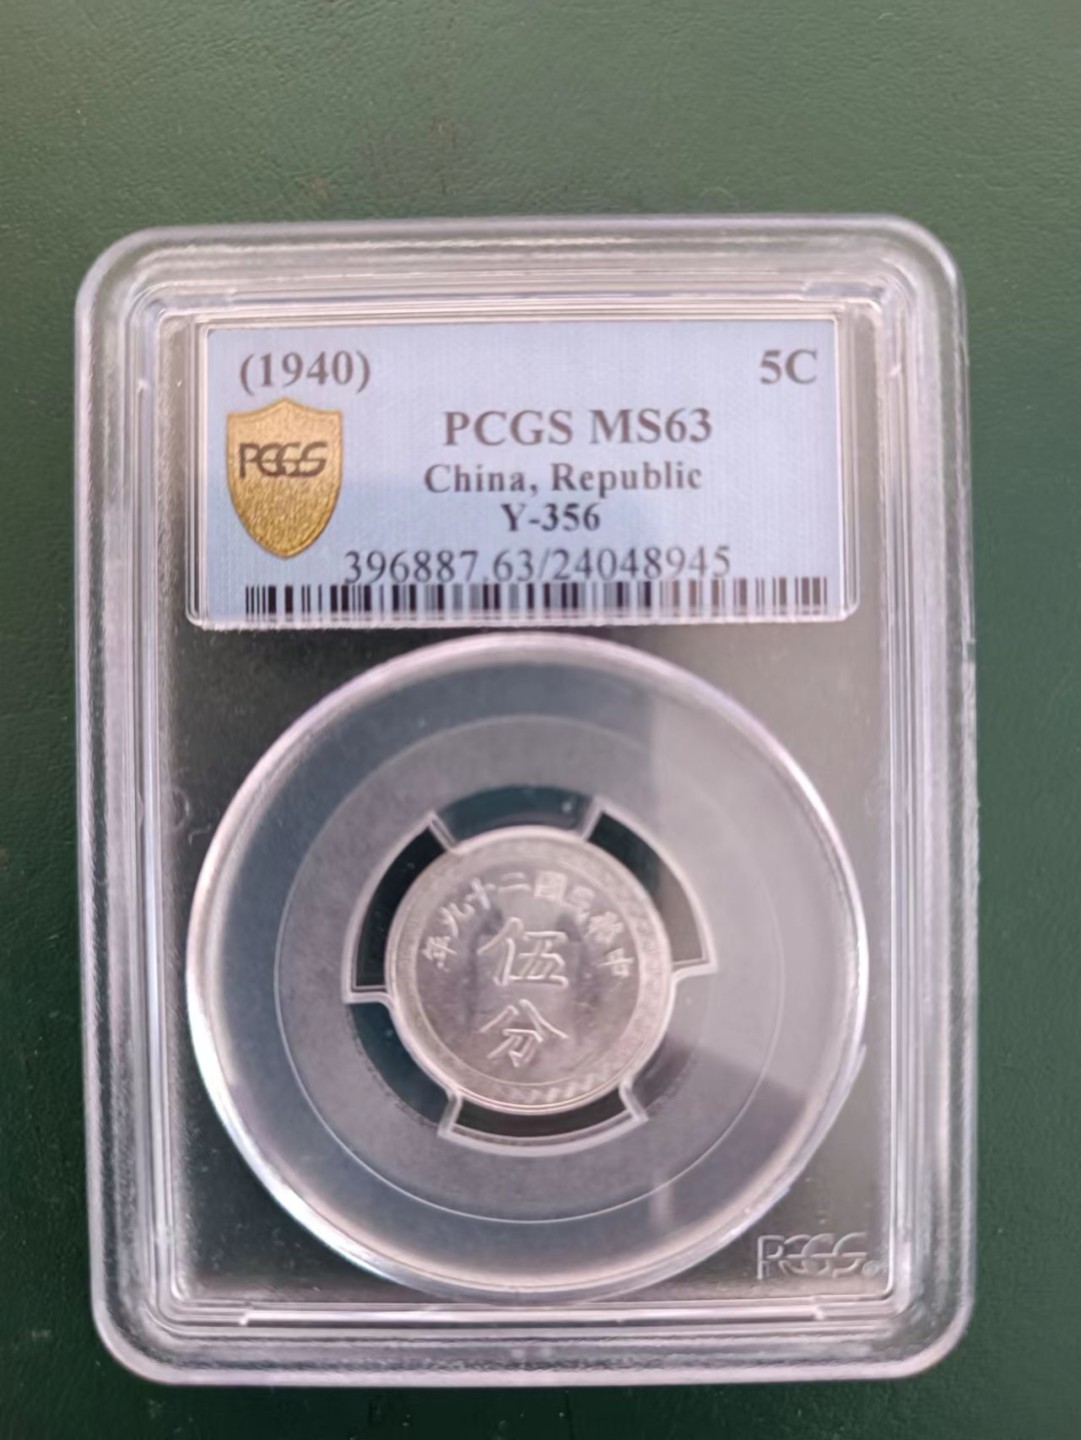 (1940) 5C
PCGS MS63
PCGS
China, Republic
Y-356
396887.63/24048945
中華民國二十九年
伍
分
PCGS